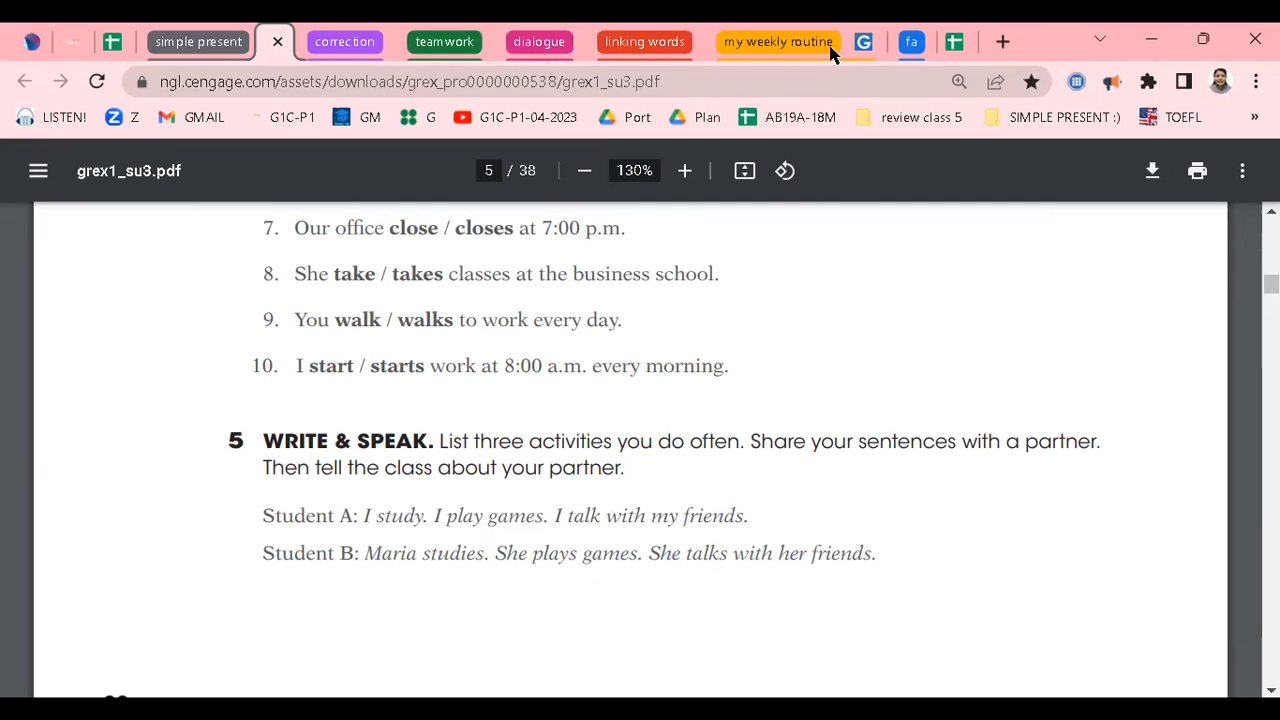 simple present
correction
teamwork
dialogue
linking words
my weekly routine
fa
ngl.cengage.com/assets/downloads/grex_pro0000000538/grex1_su3.pdf
LISTEN!
Z
GMAIL
G1C-P1
GM
G
G1C-P1-04-2023
Port
Plan
AB19A-18M
review class 5
SIMPLE PRESENT :)
TOEFL
»
grex1_su3.pdf
5 / 38
130%
7. Our office close / closes at 7:00 p.m.
8. She take / takes classes at the business school.
9. You walk / walks to work every day.
10. I start / starts work at 8:00 a.m. every morning.
5 WRITE & SPEAK. List three activities you do often. Share your sentences with a partner.
Then tell the class about your partner.
Student A: I study. I play games. I talk with my friends.
Student B: Maria studies. She plays games. She talks with her friends.